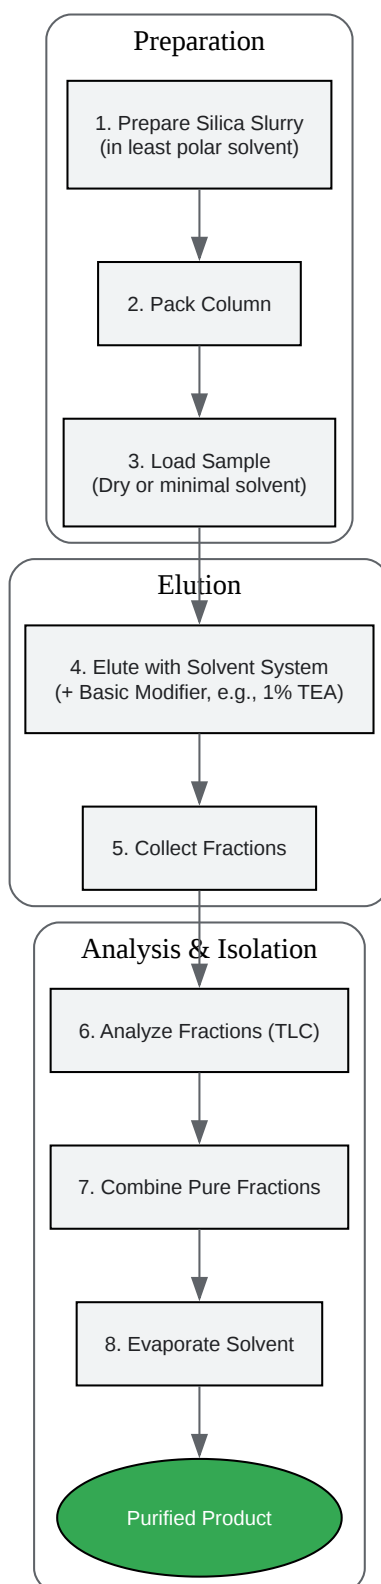 Preparation
1. Prepare Silica Slurry
(in least polar solvent)
2. Pack Column
3. Load Sample
(Dry or minimal solvent)
Elution
4. Elute with Solvent System
(+ Basic Modifier, e.g., 1% TEA)
5. Collect Fractions
Analysis & Isolation
6. Analyze Fractions (TLC)
7. Combine Pure Fractions
8. Evaporate Solvent
Purified Product